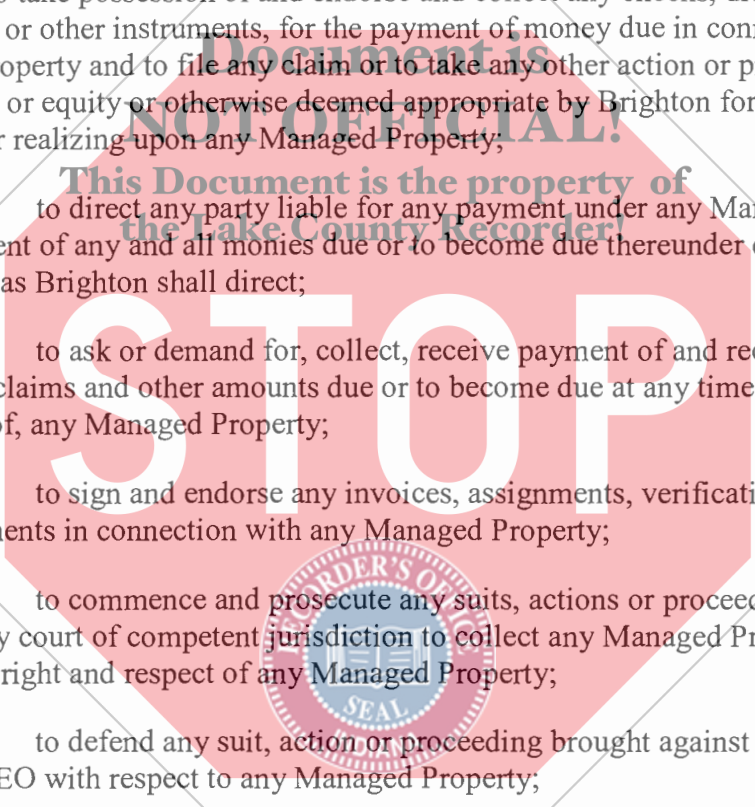 to take possession of and endorse and collect any checks,
or other instruments, for the payment of money due in con
operty and to file any claim or to take any other action or p
or equity or otherwise deemed appropriate by Brighton for
r realizing upon any Managed Property;
Document is
NOT OFFICIAL!
This Document is the property of
the Lake County Recorder!
to direct any party liable for any payment under any Ma
ent of any and all monies due or to become due thereunder
as Brighton shall direct;
STOP
to ask or demand for, collect, receive payment of and re
claims and other amounts due or to become due at any time
of, any Managed Property;
to sign and endorse any invoices, assignments, verificati
ents in connection with any Managed Property;
RECORDER'S OFFICE
SEAL
INDIANA
to commence and prosecute any suits, actions or proceed
y court of competent jurisdiction to collect any Managed Pr
right and respect of any Managed Property;
to defend any suit, action or proceeding brought against
EO with respect to any Managed Property;